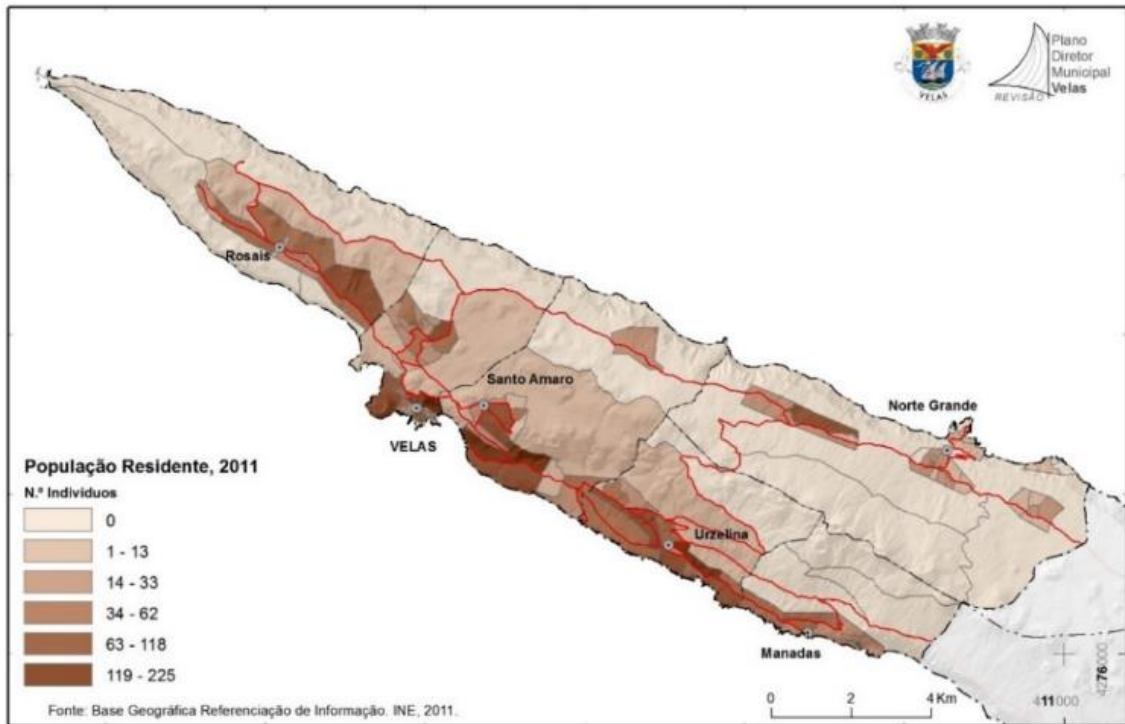 VELAS
Plano
Diretor
Municipal
Velas
REVISÃO
Rosais
Santo Amaro
VELAS
Norte Grande
Urzelina
Manadas
População Residente, 2011
N.º Individuos
0
1 - 13
14 - 33
34 - 62
63 - 118
119 - 225
Fonte: Base Geográfica Referenciação de Informação. INE, 2011.
0 2 4 Km
411000
4276000